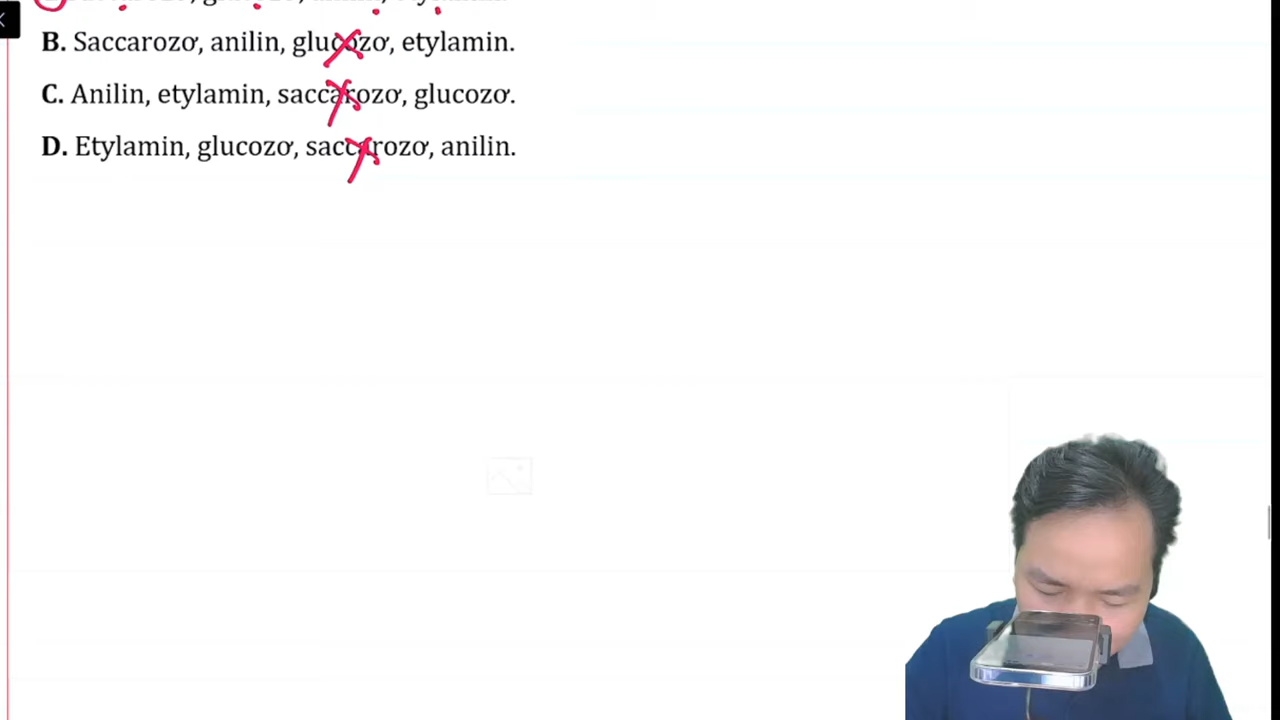 B. Saccarozơ, anilin, glucozơ, etylamin.
C. Anilin, etylamin, saccarozơ, glucozơ.
D. Etylamin, glucozơ, saccarozơ, anilin.